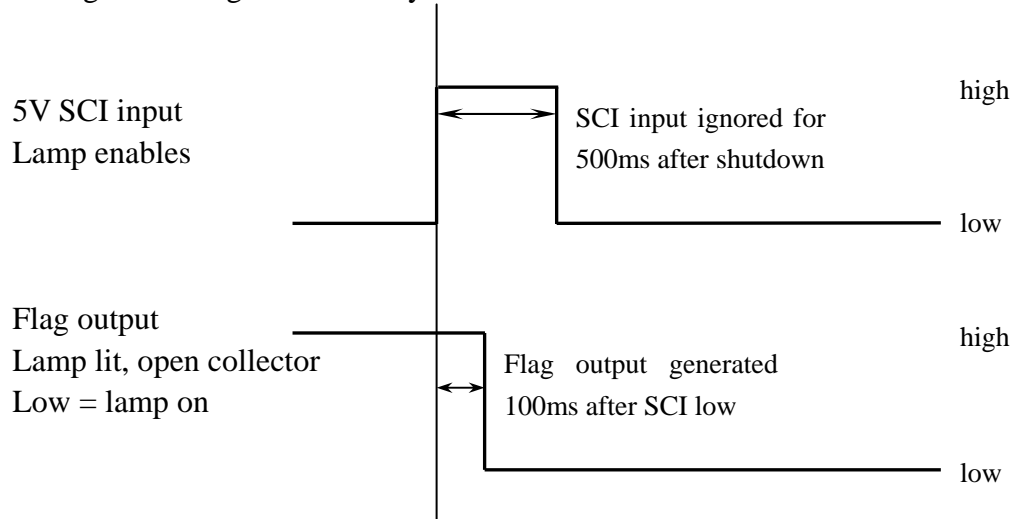 5V SCI input
Lamp enables
high
SCI input ignored for
500ms after shutdown
low
Flag output
Lamp lit, open collector
Low = lamp on
high
Flag output generated
100ms after SCI low
low